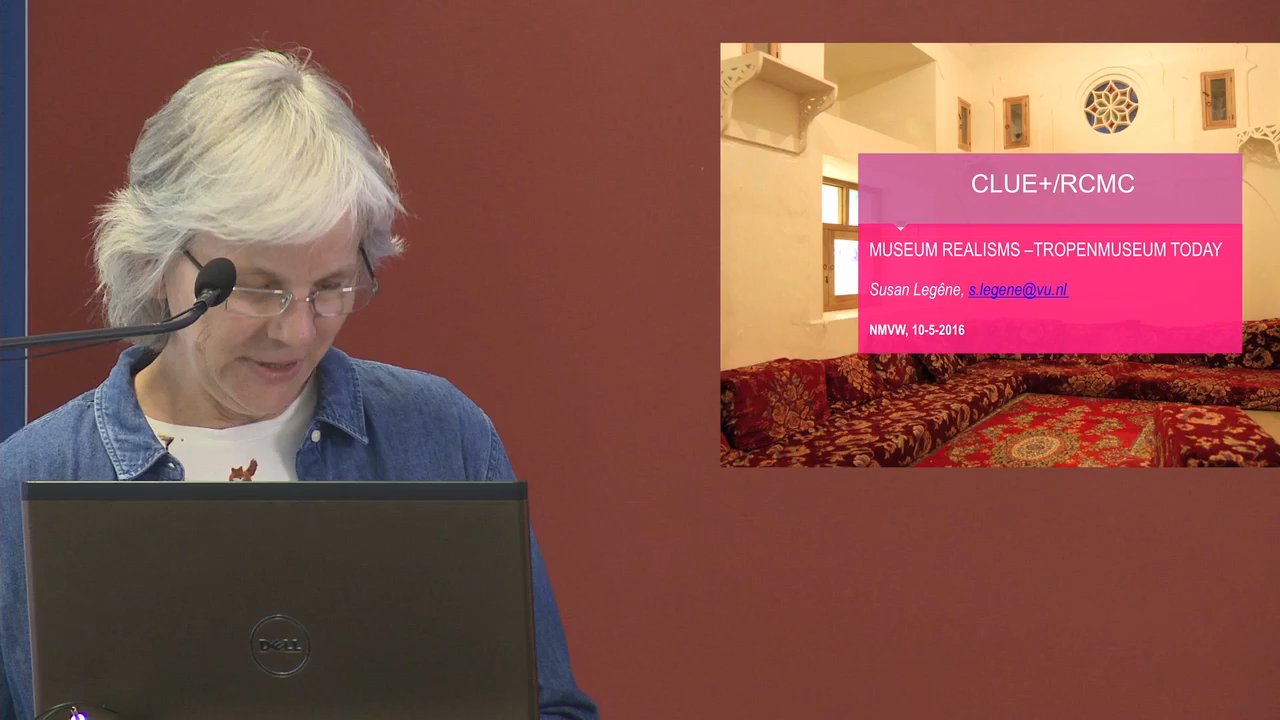 CLUE+/RCMC
MUSEUM REALISMS –TROPENMUSEUM TODAY
Susan Legêne, s.legene@vu.nl
NMVW, 10-5-2016
DELL